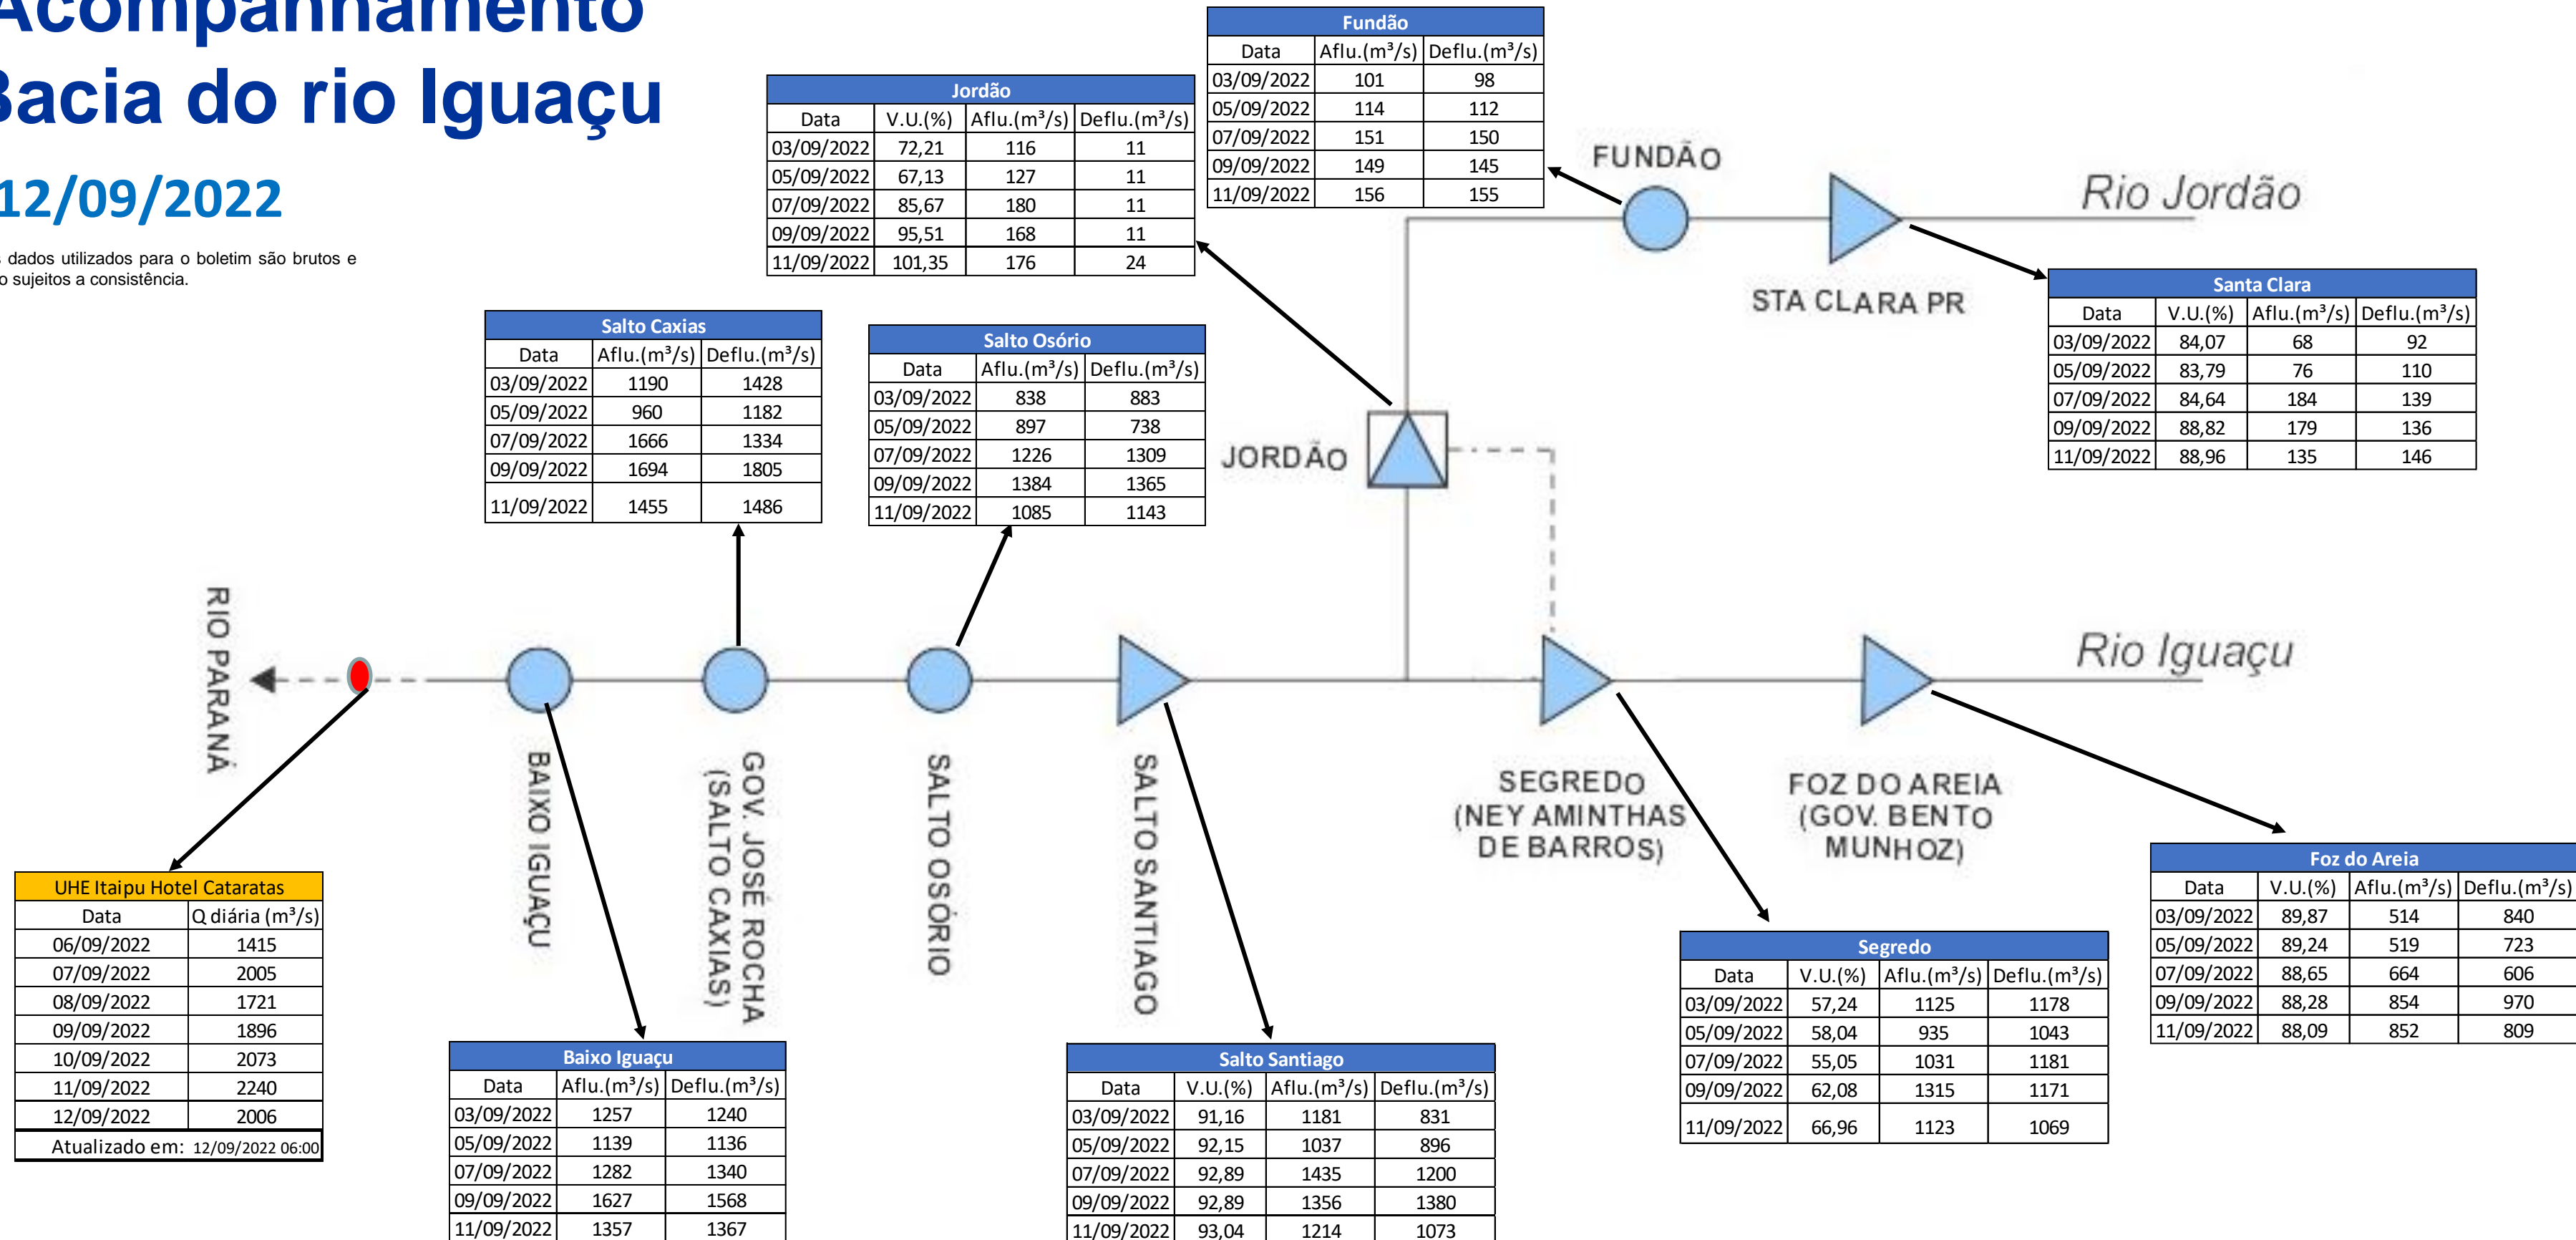 Acompanhamento
Bacia do rio Iguaçu
12/09/2022
s dados utilizados para o boletim são brutos e
o sujeitos a consistência.
Fundão
Data Aflu.(m³/s) Deflu.(m³/s)
03/09/2022 101 98
05/09/2022 114 112
07/09/2022 151 150
09/09/2022 149 145
11/09/2022 156 155
Jordão
Data V.U.(%) Aflu.(m³/s) Deflu.(m³/s)
03/09/2022 72,21 116 11
05/09/2022 67,13 127 11
07/09/2022 85,67 180 11
09/09/2022 95,51 168 11
11/09/2022 101,35 176 24
FUNDÃO
Rio Jordão
STA CLARA PR
Santa Clara
Data V.U.(%) Aflu.(m³/s) Deflu.(m³/s)
03/09/2022 84,07 68 92
05/09/2022 83,79 76 110
07/09/2022 84,64 184 139
09/09/2022 88,82 179 136
11/09/2022 88,96 135 146
Salto Caxias
Data Aflu.(m³/s) Deflu.(m³/s)
03/09/2022 1190 1428
05/09/2022 960 1182
07/09/2022 1666 1334
09/09/2022 1694 1805
11/09/2022 1455 1486
Salto Osório
Data Aflu.(m³/s) Deflu.(m³/s)
03/09/2022 838 883
05/09/2022 897 738
07/09/2022 1226 1309
09/09/2022 1384 1365
11/09/2022 1085 1143
JORDÃO
RIO PARANÁ
Rio Iguaçu
BAIXO IGUAÇU
GOV. JOSÉ ROCHA
(SALTO CAXIAS)
SALTO OSÓRIO
SALTO SANTIAGO
SEGREDO
(NEY AMINTHAS
DE BARROS)
FOZ DO AREIA
(GOV. BENTO
MUNHOZ)
UHE Itaipu Hotel Cataratas
Data Q diária (m³/s)
06/09/2022 1415
07/09/2022 2005
08/09/2022 1721
09/09/2022 1896
10/09/2022 2073
11/09/2022 2240
12/09/2022 2006
Atualizado em: 12/09/2022 06:00
Baixo Iguaçu
Data Aflu.(m³/s) Deflu.(m³/s)
03/09/2022 1257 1240
05/09/2022 1139 1136
07/09/2022 1282 1340
09/09/2022 1627 1568
11/09/2022 1357 1367
Salto Santiago
Data V.U.(%) Aflu.(m³/s) Deflu.(m³/s)
03/09/2022 91,16 1181 831
05/09/2022 92,15 1037 896
07/09/2022 92,89 1435 1200
09/09/2022 92,89 1356 1380
11/09/2022 93,04 1214 1073
Segredo
Data V.U.(%) Aflu.(m³/s) Deflu.(m³/s)
03/09/2022 57,24 1125 1178
05/09/2022 58,04 935 1043
07/09/2022 55,05 1031 1181
09/09/2022 62,08 1315 1171
11/09/2022 66,96 1123 1069
Foz do Areia
Data V.U.(%) Aflu.(m³/s) Deflu.(m³/s)
03/09/2022 89,87 514 840
05/09/2022 89,24 519 723
07/09/2022 88,65 664 606
09/09/2022 88,28 854 970
11/09/2022 88,09 852 809